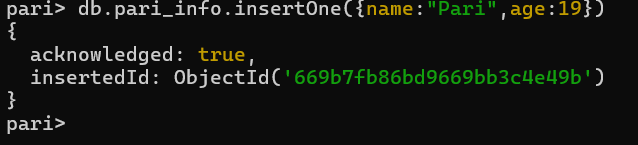 pari> db.pari_info.insertOne({name:"Pari",age:19})
{
  acknowledged: true,
  insertedId: ObjectId('669b7fb86bd9669bb3c4e49b')
}
pari>